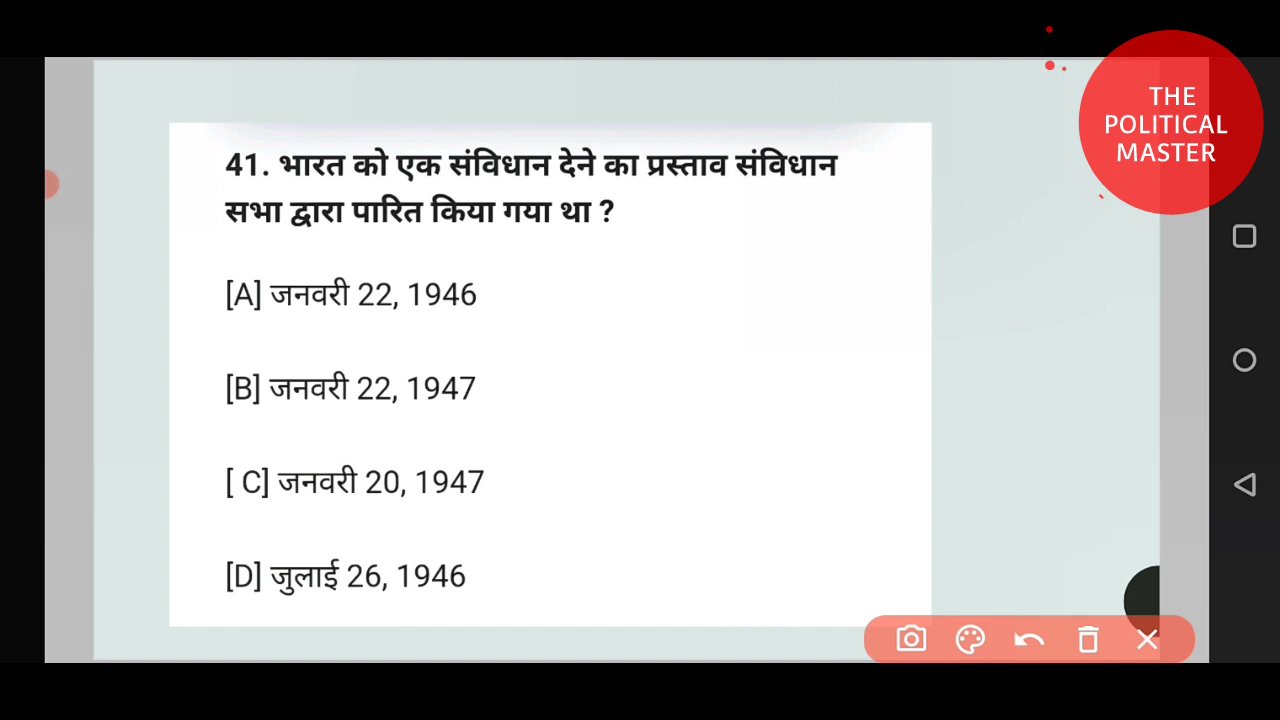 THE
POLITICAL
MASTER
41. भारत को एक संविधान देने का प्रस्ताव संविधान
सभा द्वारा पारित किया गया था ?
[A] जनवरी 22, 1946
[B] जनवरी 22, 1947
[ C] जनवरी 20, 1947
[D] जुलाई 26, 1946